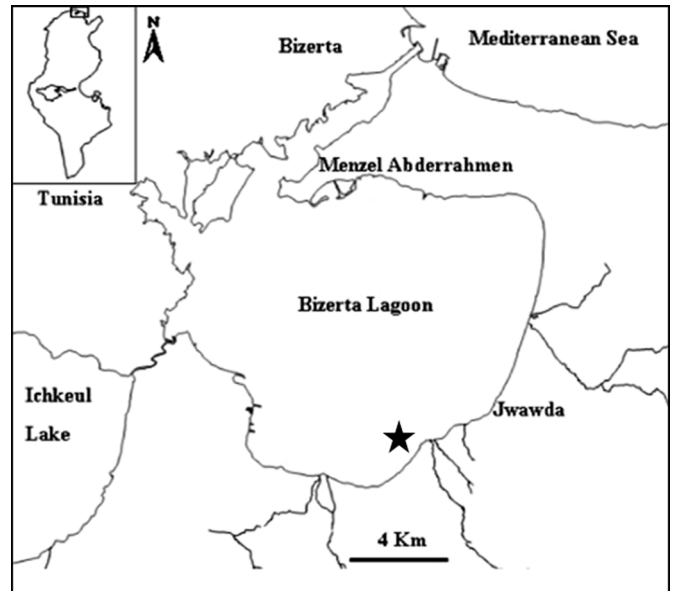 N
Bizerta
Mediterranean Sea
Menzel Abderrahmen
Tunisia
Bizerta Lagoon
Ichkeul
Lake
Jwawda
4 Km